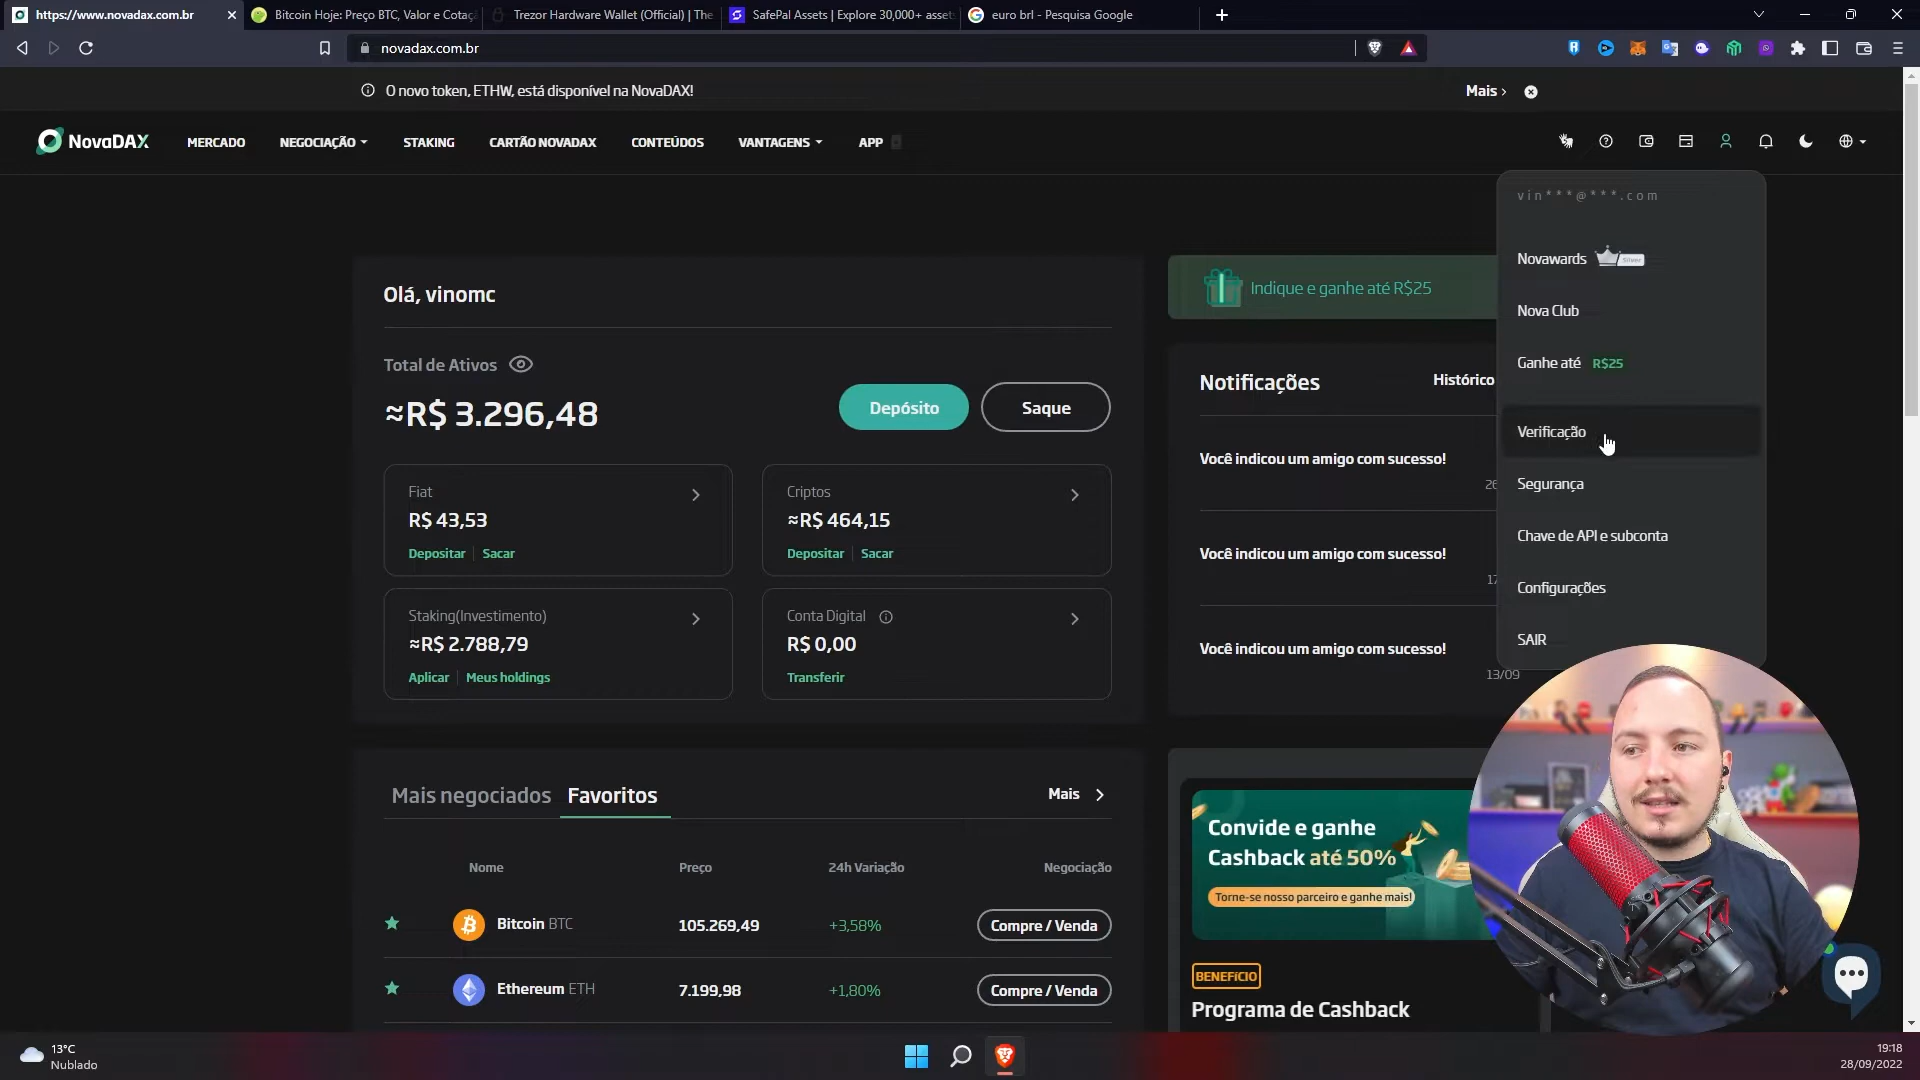 https://www.novadax.com.br
Bitcoin Hoje: Preço BTC, Valor e Cotaç
Trezor Hardware Wallet (Official) | The
SafePal Assets | Explore 30,000+ asset
euro brl - Pesquisa Google
novadax.com.br
O novo token, ETHW, está disponível na NovaDAX!
Mais
NovaDAX
MERCADO
NEGOCIAÇÃO
STAKING
CARTÃO NOVADAX
CONTEÚDOS
VANTAGENS
APP
vin***@***.com
Novawards
Silver
Nova Club
Ganhe até R$25
Verificação
Segurança
Chave de API e subconta
Configurações
SAIR
Olá, vinomc
Total de Ativos
≈R$ 3.296,48
Depósito
Saque
Fiat
R$ 43,53
Depositar | Sacar
Criptos
≈R$ 464,15
Depositar | Sacar
Staking(Investimento)
≈R$ 2.788,79
Aplicar | Meus holdings
Conta Digital
R$ 0,00
Transferir
Indique e ganhe até R$25
Notificações
Histórico
Você indicou um amigo com sucesso!
Você indicou um amigo com sucesso!
Você indicou um amigo com sucesso!
13/09
Mais negociados
Favoritos
Mais
Nome
Preço
24h Variação
Negociação
Bitcoin BTC
105.269,49
+3,58%
Compre / Venda
Ethereum ETH
7.199,98
+1,80%
Compre / Venda
Convide e ganhe
Cashback até 50%
Torne-se nosso parceiro e ganhe mais!
BENEFÍCIO
Programa de Cashback
13°C
Nublado
19:18
28/09/2022